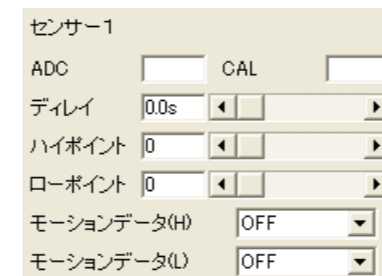 センサー1
ADC CAL
ディレイ 0.0s
ハイポイント 0
ローポイント 0
モーションデータ(H) OFF
モーションデータ(L) OFF